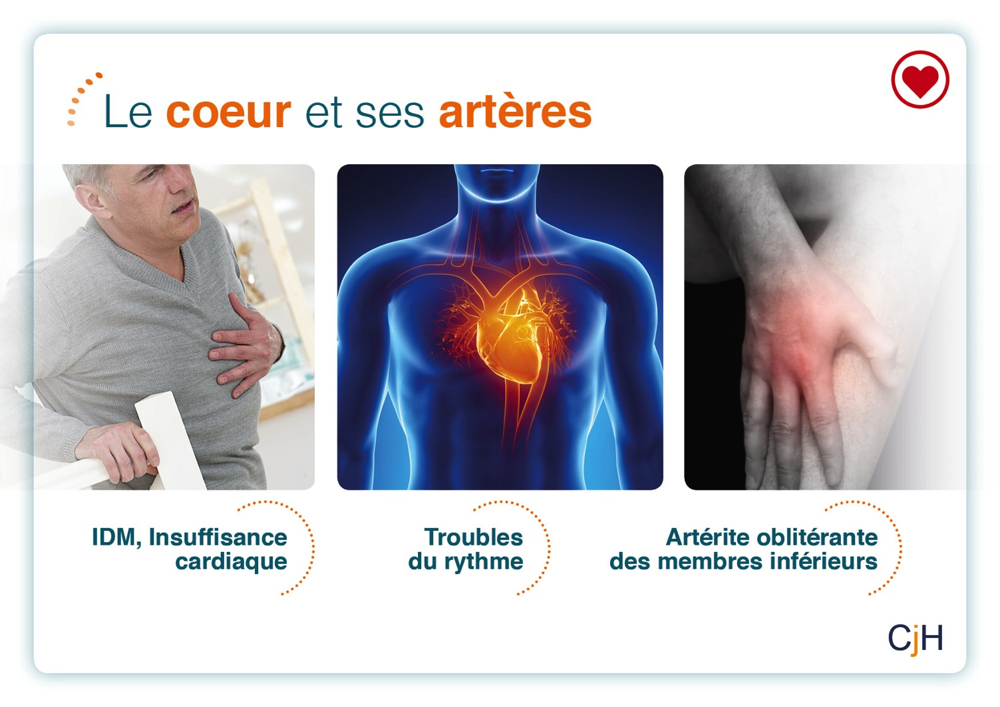 Le coeur et ses artères
IDM, Insuffisance
cardiaque
Troubles
du rythme
Artérite oblitérante
des membres inférieurs
CjH